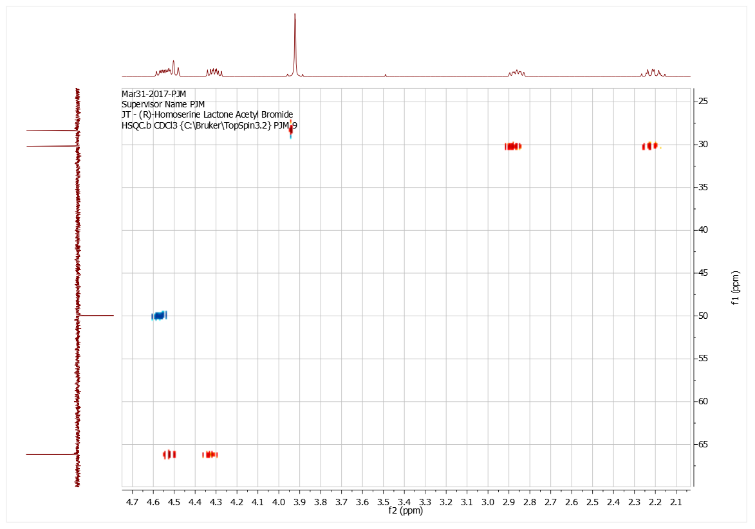 Mar31-2017-PJM
Supervisor Name PJM
JT - (R)-Homoserine Lactone Acetyl Bromide
HSQC.b CDCl3 {C:\Bruker\TopSpin3.2} PJM 9
25
30
35
40
45
50
55
60
65
f1 (ppm)
4.7 4.6 4.5 4.4 4.3 4.2 4.1 4.0 3.9 3.8 3.7 3.6 3.5 3.4 3.3 3.2 3.1 3.0 2.9 2.8 2.7 2.6 2.5 2.4 2.3 2.2 2.1
f2 (ppm)